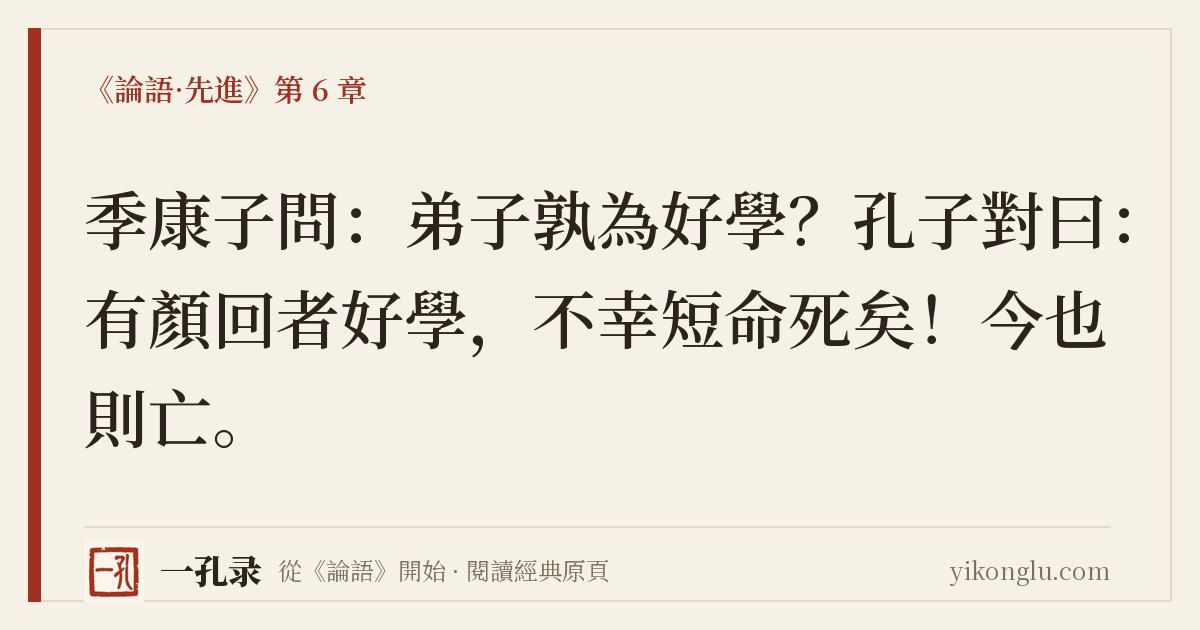 《論語·先進》第 6 章
季康子問：弟子孰為好學？孔子對曰：
有顏回者好學，不幸短命死矣！今也
則亡。
一孔
一孔录 從《論語》開始 · 閱讀經典原頁 yikonglu.com